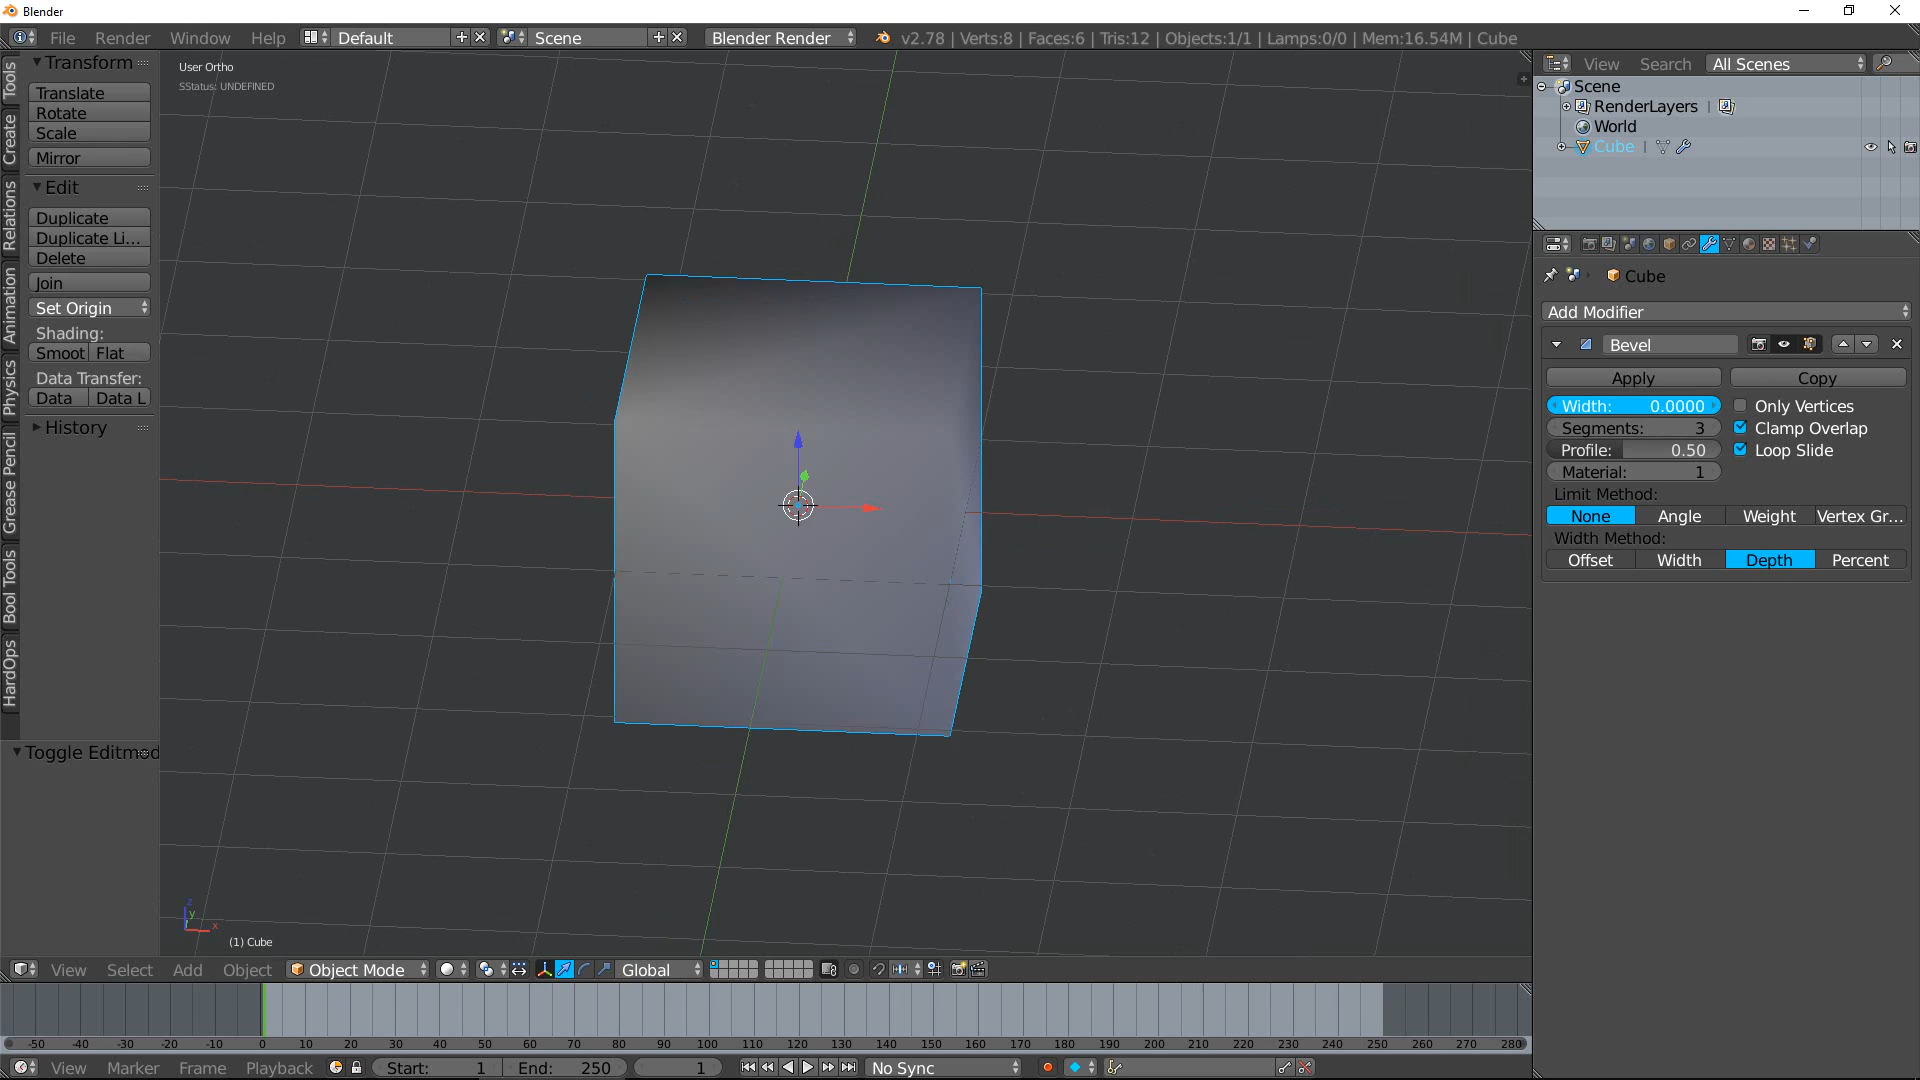 Blender
File Render Window Help Default Scene Blender Render v2.78 | Verts:8 | Faces:6 | Tris:12 | Objects:1/1 | Lamps:0/0 | Mem:16.54M | Cube
Tools
Create
Relations
Animation
Physics
Grease Pencil
Bool Tools
HardOps
Transform
Translate
Rotate
Scale
Mirror
Edit
Duplicate
Duplicate Li...
Delete
Join
Set Origin
Shading:
Smoot Flat
Data Transfer:
Data Data L
History
Toggle Editmod
User Ortho
SStatus: UNDEFINED
z
y
x
(1) Cube
View Select Add Object Object Mode Global
-50 -40 -30 -20 -10 0 10 20 30 40 50 60 70 80 90 100 110 120 130 140 150 160 170 180 190 200 210 220 230 240 250 260 270 280
View Marker Frame Playback Start: 1 End: 250 1 No Sync
View Search All Scenes
Scene
RenderLayers |
World
Cube |
Cube
Add Modifier
Bevel
Apply Copy
Width: 0.0000 Only Vertices
Segments: 3 Clamp Overlap
Profile: 0.50 Loop Slide
Material: 1
Limit Method:
None Angle Weight Vertex Gr...
Width Method:
Offset Width Depth Percent